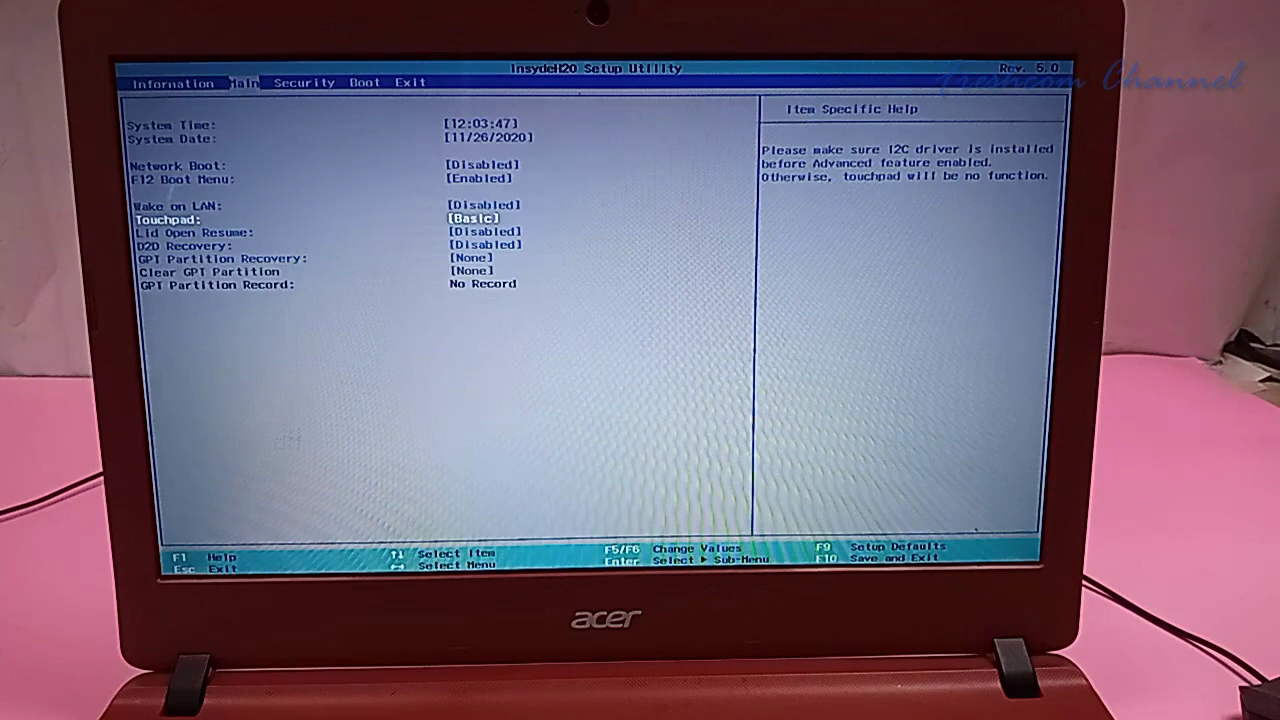 InsydeH20 Setup Utility
Rev. 5.0
Freshcom Channel
Information Main Security Boot Exit
System Time: [12:03:47]
System Date: [11/26/2020]
Network Boot: [Disabled]
F12 Boot Menu: [Enabled]
Wake on LAN: [Disabled]
Touchpad: [Basic]
Lid Open Resume: [Disabled]
D2D Recovery: [Disabled]
GPT Partition Recovery: [None]
Clear GPT Partition [None]
GPT Partition Record: No Record
Item Specific Help
Please make sure I2C driver is installed
before Advanced feature enabled.
Otherwise, touchpad will be no function.
F1 Help ↑↓ Select Item F5/F6 Change Values F9 Setup Defaults
Esc Exit ↔ Select Menu Enter Select ▶ Sub-Menu F10 Save and Exit
acer